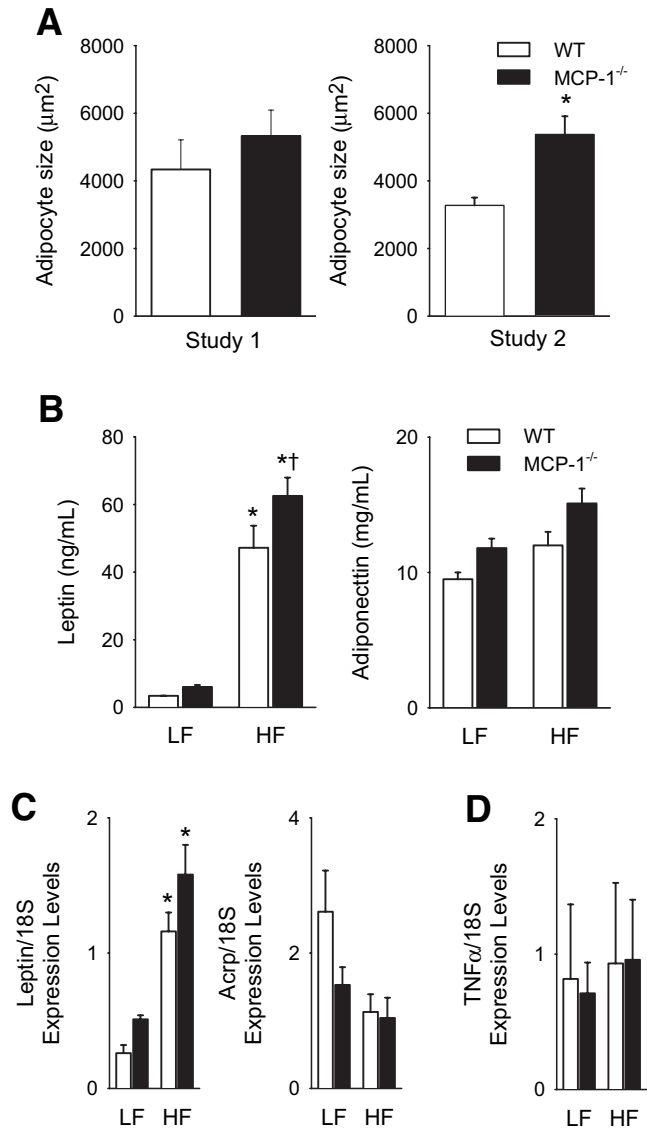 A
8000
6000
4000
2000
0
Adipocyte size (μm2)
Study 1
8000
6000
4000
2000
0
Adipocyte size (μm2)
WT
MCP-1-/-
*
Study 2
B
80
60
40
20
0
Leptin (ng/mL)
*
*†
LF HF
20
10
0
Adiponecttin (mg/mL)
WT
MCP-1-/-
LF HF
C
2
1
0
Leptin/18S
Expression Levels
*
*
LF HF
4
2
0
Acrp/18S
Expression Levels
LF HF
D
2
1
0
TNFα/18S
Expression Levels
LF HF